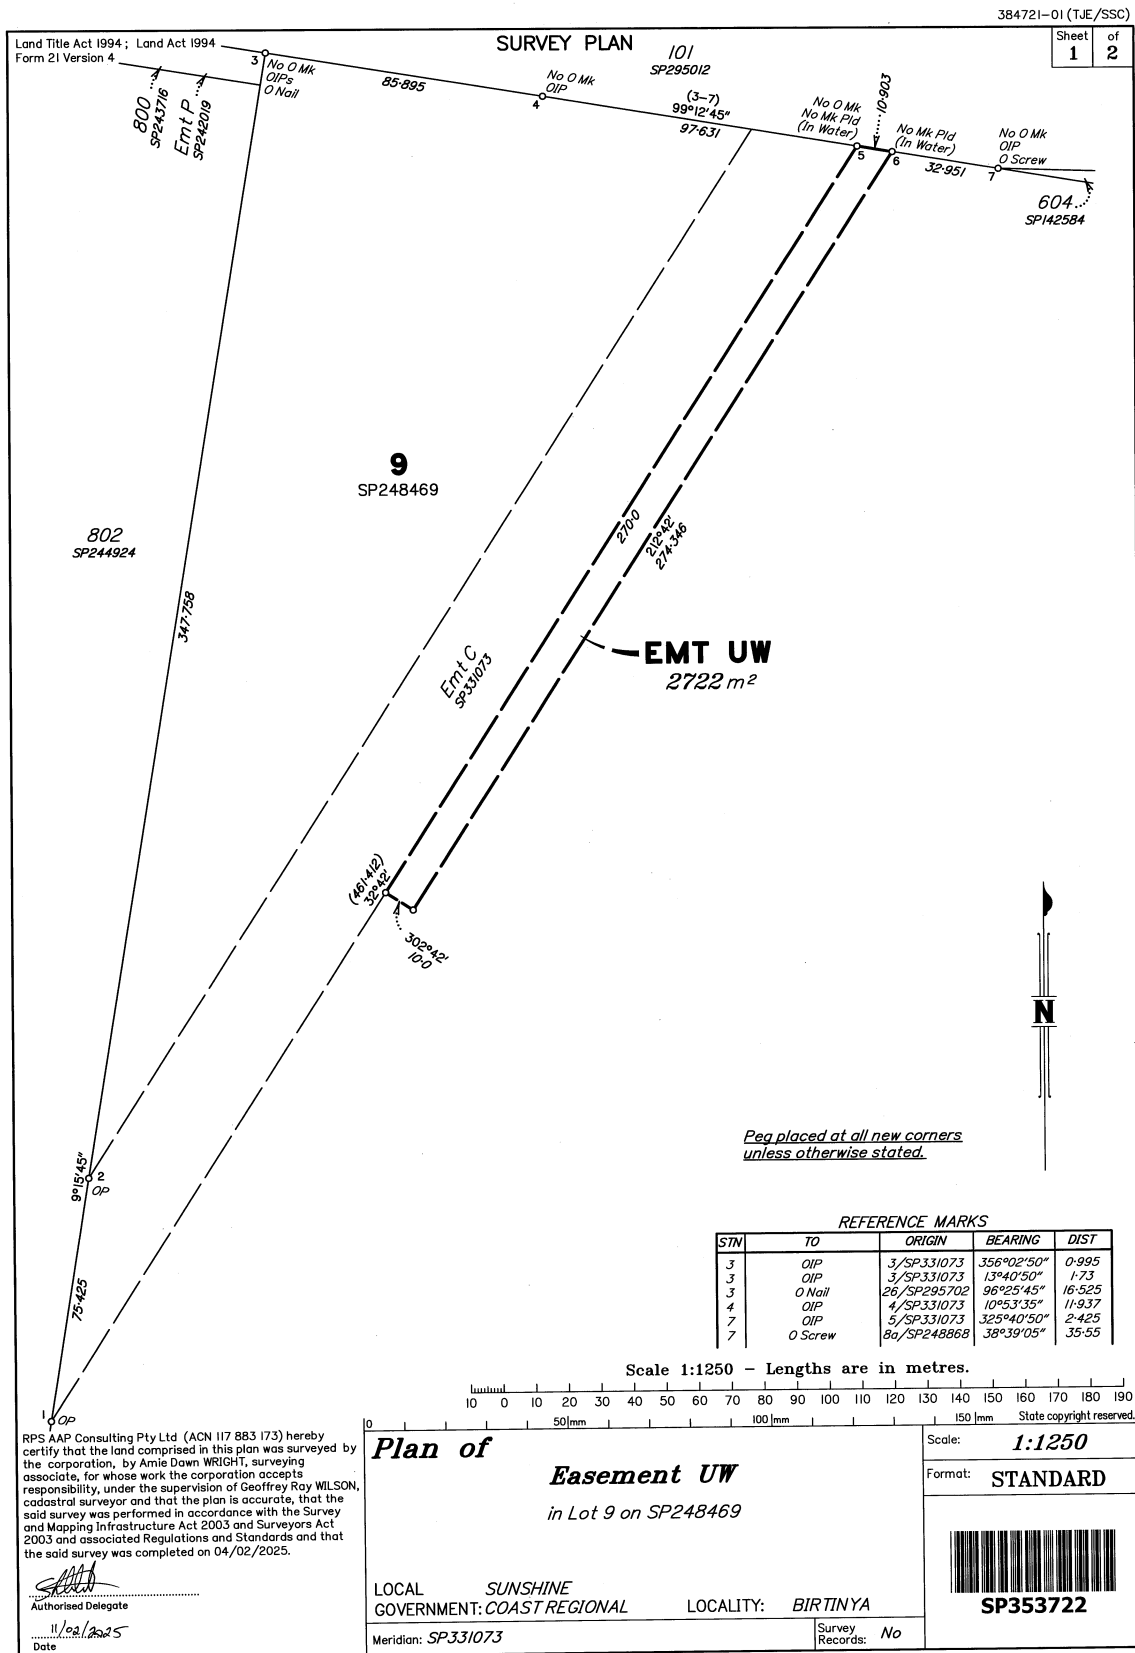 384721-01 (TJE/SSC)
Land Title Act 1994 ; Land Act 1994
Form 21 Version 4
SURVEY PLAN
Sheet 1 of 2
101
SP295012
3
No O Mk
OIPs
O Nail
800
SP243716
Emt P
SP242019
85·895
No O Mk
OIP
4
(3-7)
99°12'45"
97·631
No O Mk
No Mk Pld
(In Water)
5
10·903
No Mk Pld
(In Water)
6
32·951
No O Mk
OIP
O Screw
7
604
SP142584
9
SP248469
802
SP244924
347·758
270·0
212°42'
274·346
EMT UW
2722 m²
Emt C
SP331073
(461·412)
32°42'
302°42'
10·0
N
Peg placed at all new corners
unless otherwise stated.
9°15'45"
2
OP
75·425
1
OP
REFERENCE MARKS
STN TO ORIGIN BEARING DIST
3 OIP 3/SP331073 356°02'50" 0·995
3 OIP 3/SP331073 13°40'50" 1·73
3 O Nail 26/SP295702 96°25'45" 16·525
4 OIP 4/SP331073 10°53'35" 11·937
7 OIP 5/SP331073 325°40'50" 2·425
7 O Screw 8a/SP248868 38°39'05" 35·55
Scale 1:1250 – Lengths are in metres.
10 0 10 20 30 40 50 60 70 80 90 100 110 120 130 140 150 160 170 180 190
0 50 mm 100 mm 150 mm State copyright reserved.
RPS AAP Consulting Pty Ltd (ACN 117 883 173) hereby
certify that the land comprised in this plan was surveyed by
the corporation, by Amie Dawn WRIGHT, surveying
associate, for whose work the corporation accepts
responsibility, under the supervision of Geoffrey Ray WILSON,
cadastral surveyor and that the plan is accurate, that the
said survey was performed in accordance with the Survey
and Mapping Infrastructure Act 2003 and Surveyors Act
2003 and associated Regulations and Standards and that
the said survey was completed on 04/02/2025.
Authorised Delegate
11/02/2025
Date
Plan of
Easement UW
in Lot 9 on SP248469
LOCAL GOVERNMENT: SUNSHINE COAST REGIONAL
LOCALITY: BIRTINYA
Meridian: SP331073
Survey Records: No
Scale: 1:1250
Format: STANDARD
SP353722